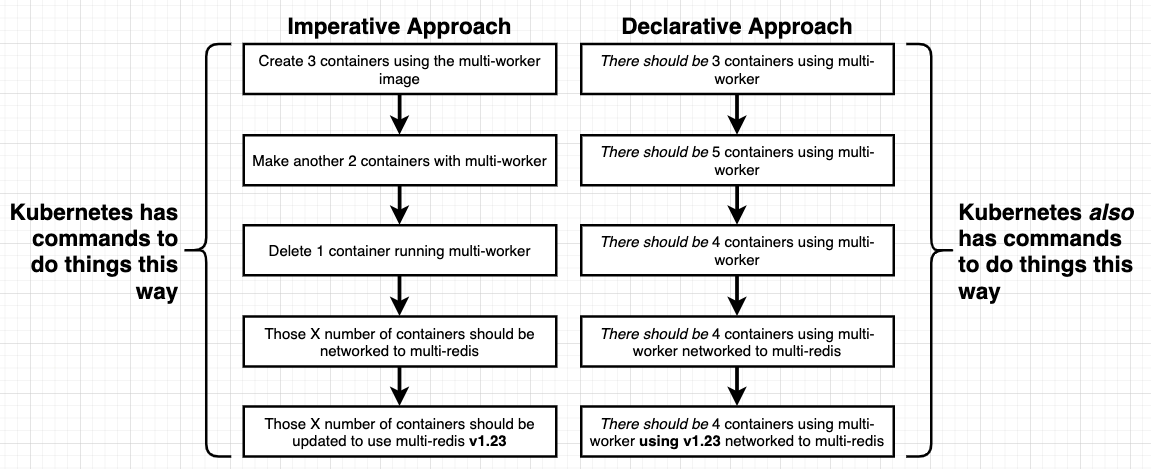 Imperative Approach
Declarative Approach
Create 3 containers using the multi-worker
image
Make another 2 containers with multi-worker
Delete 1 container running multi-worker
Those X number of containers should be
networked to multi-redis
Those X number of containers should be
updated to use multi-redis v1.23
There should be 3 containers using multi-
worker
There should be 5 containers using multi-
worker
There should be 4 containers using multi-
worker
There should be 4 containers using multi-
worker networked to multi-redis
There should be 4 containers using multi-
worker using v1.23 networked to multi-redis
Kubernetes has
commands to
do things this
way
Kubernetes also
has commands
to do things this
way